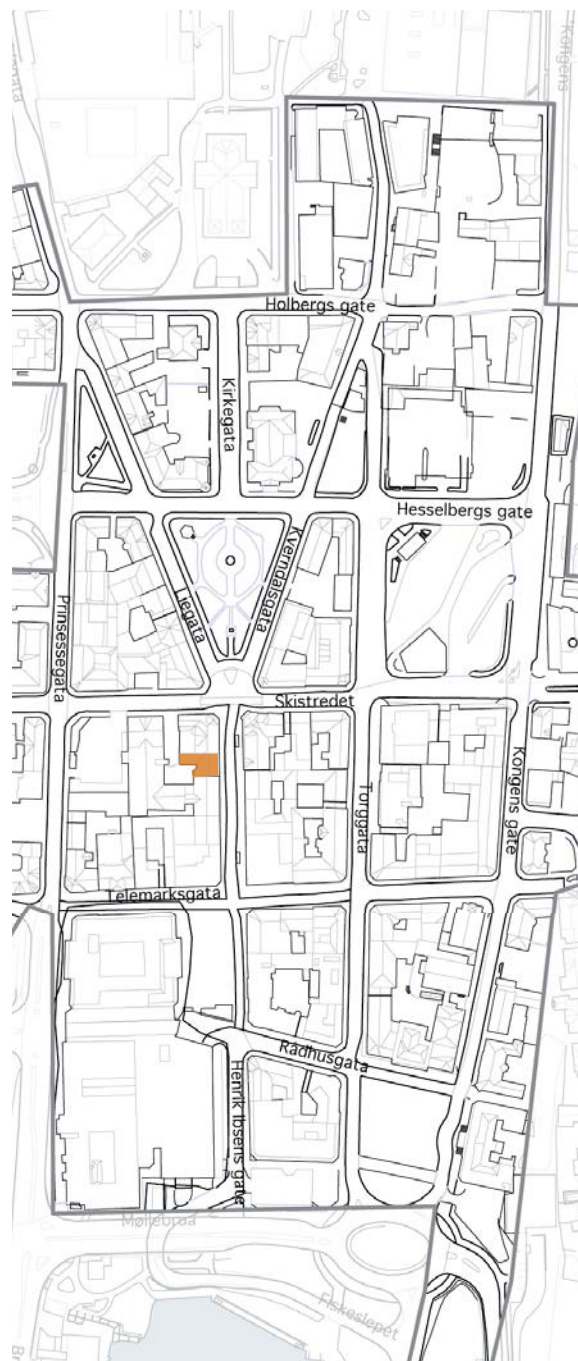 Kongens
Holbergs gate
Kirkegata
Hesselbergs gate
Kverndalsgata
Liegata
Prinsessegata
Skistredet
Torggata
Kongens gate
Telemarksgata
Rådhusgata
Henrik Ibsens gate
Fiskeslepet